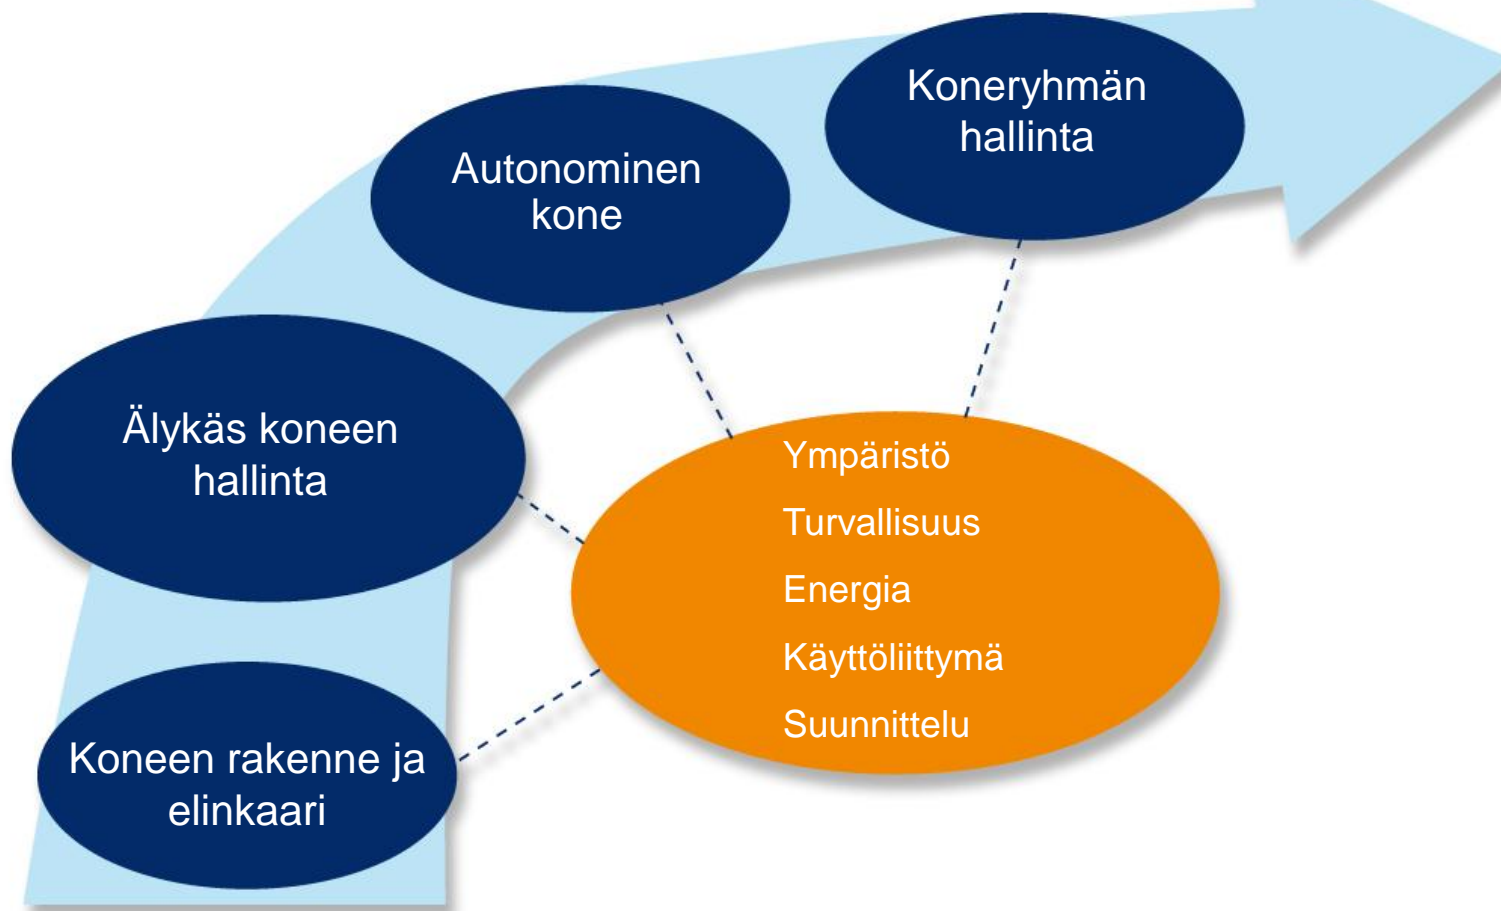 Koneryhmän
hallinta
Autonominen
kone
Älykäs koneen
hallinta
Ympäristö
Turvallisuus
Energia
Käyttöliittymä
Suunnittelu
Koneen rakenne ja
elinkaari